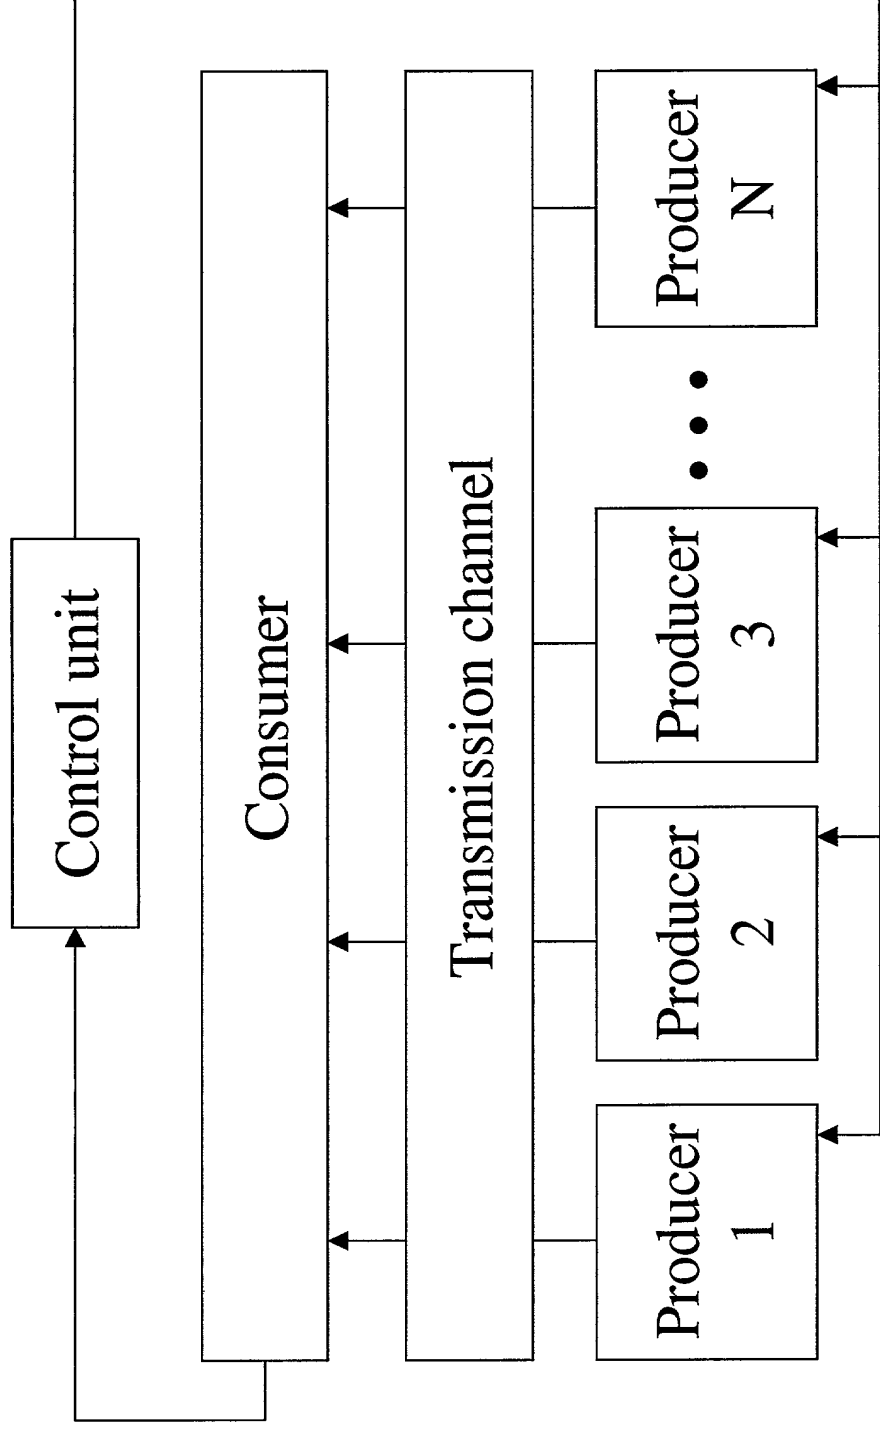 Control unit
Consumer
Transmission channel
Producer
1
Producer
2
Producer
3
Producer
N